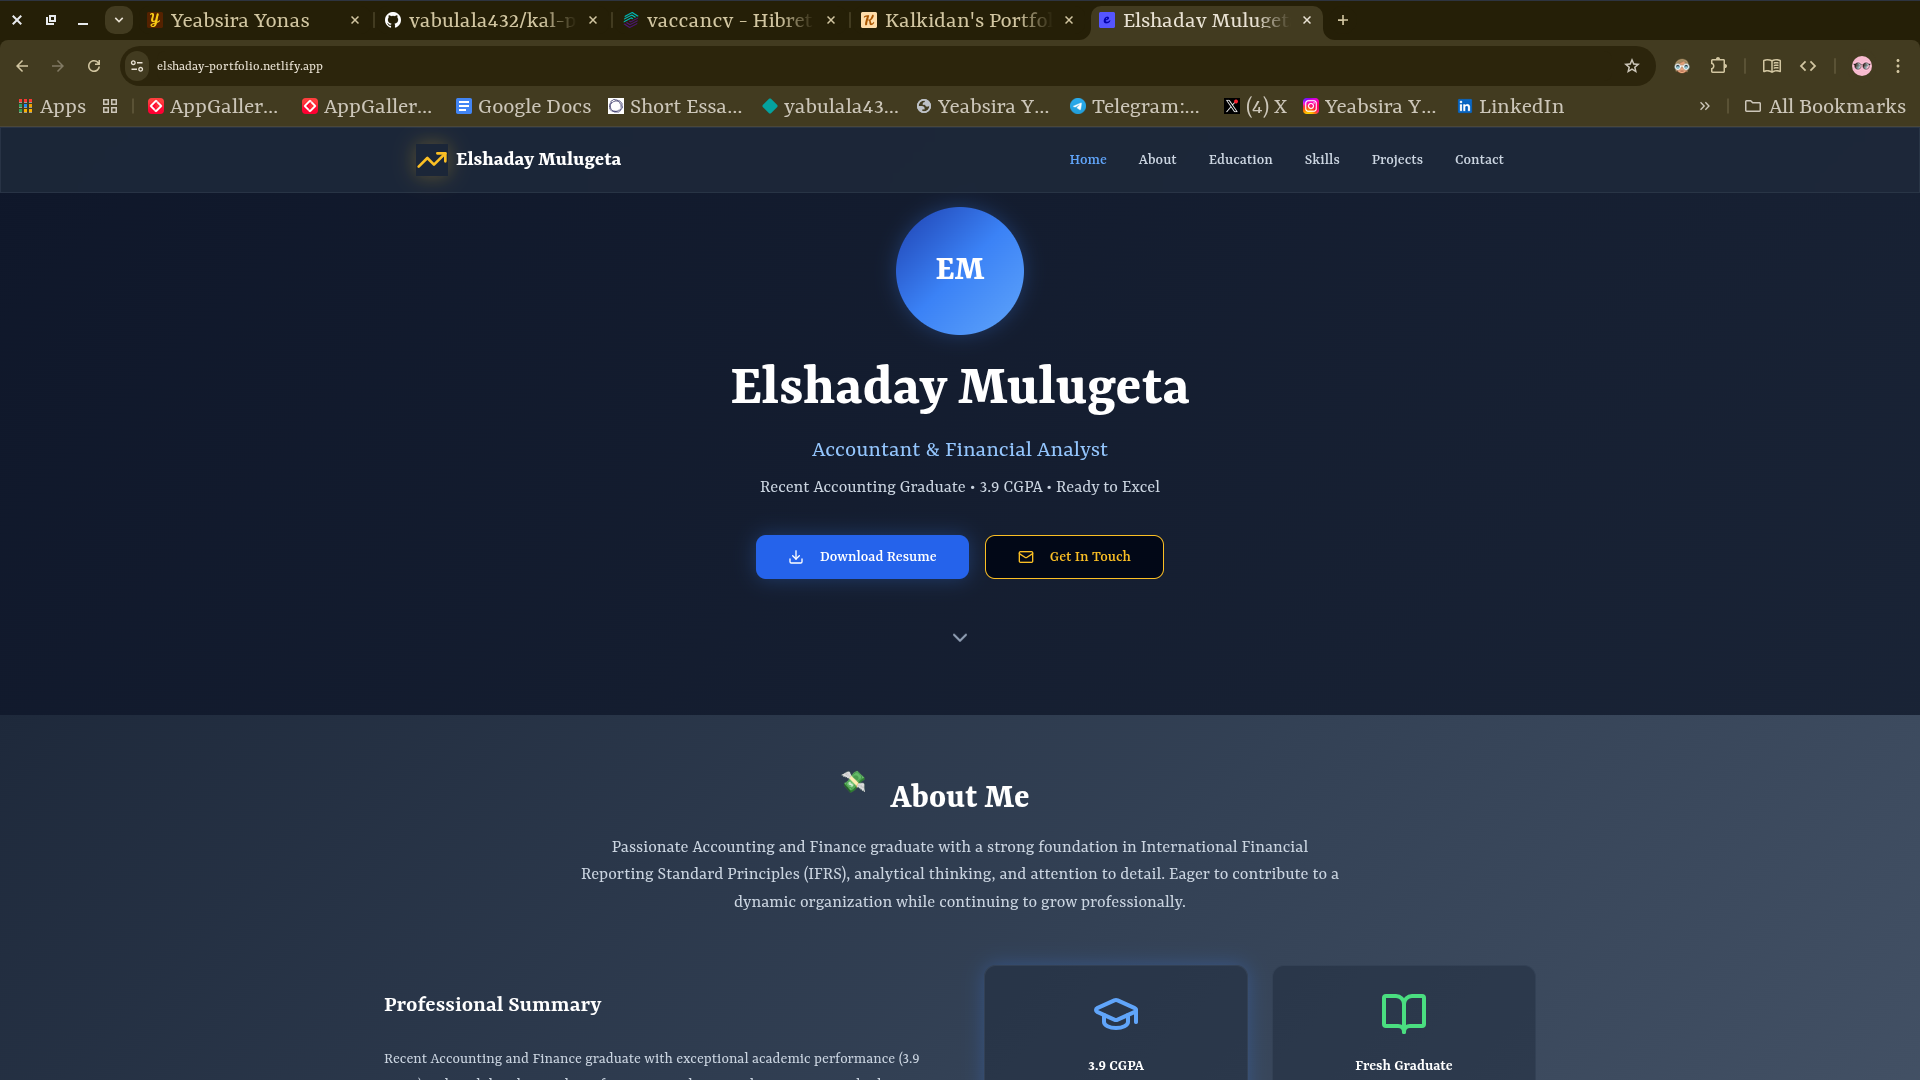 Yeabsira Yonas
yabulala432/kal-p
vaccancy - Hibret
Kalkidan's Portfo
Elshaday Muluget
elshaday-portfolio.netlify.app
Apps
AppGaller...
AppGaller...
Google Docs
Short Essa...
yabulala43...
Yeabsira Y...
Telegram:...
(4) X
Yeabsira Y...
LinkedIn
All Bookmarks
Elshaday Mulugeta
Home
About
Education
Skills
Projects
Contact
EM
Elshaday Mulugeta
Accountant & Financial Analyst
Recent Accounting Graduate • 3.9 CGPA • Ready to Excel
Download Resume
Get In Touch
About Me
Passionate Accounting and Finance graduate with a strong foundation in International Financial
Reporting Standard Principles (IFRS), analytical thinking, and attention to detail. Eager to contribute to a
dynamic organization while continuing to grow professionally.
Professional Summary
Recent Accounting and Finance graduate with exceptional academic performance (3.9
3.9 CGPA
Fresh Graduate